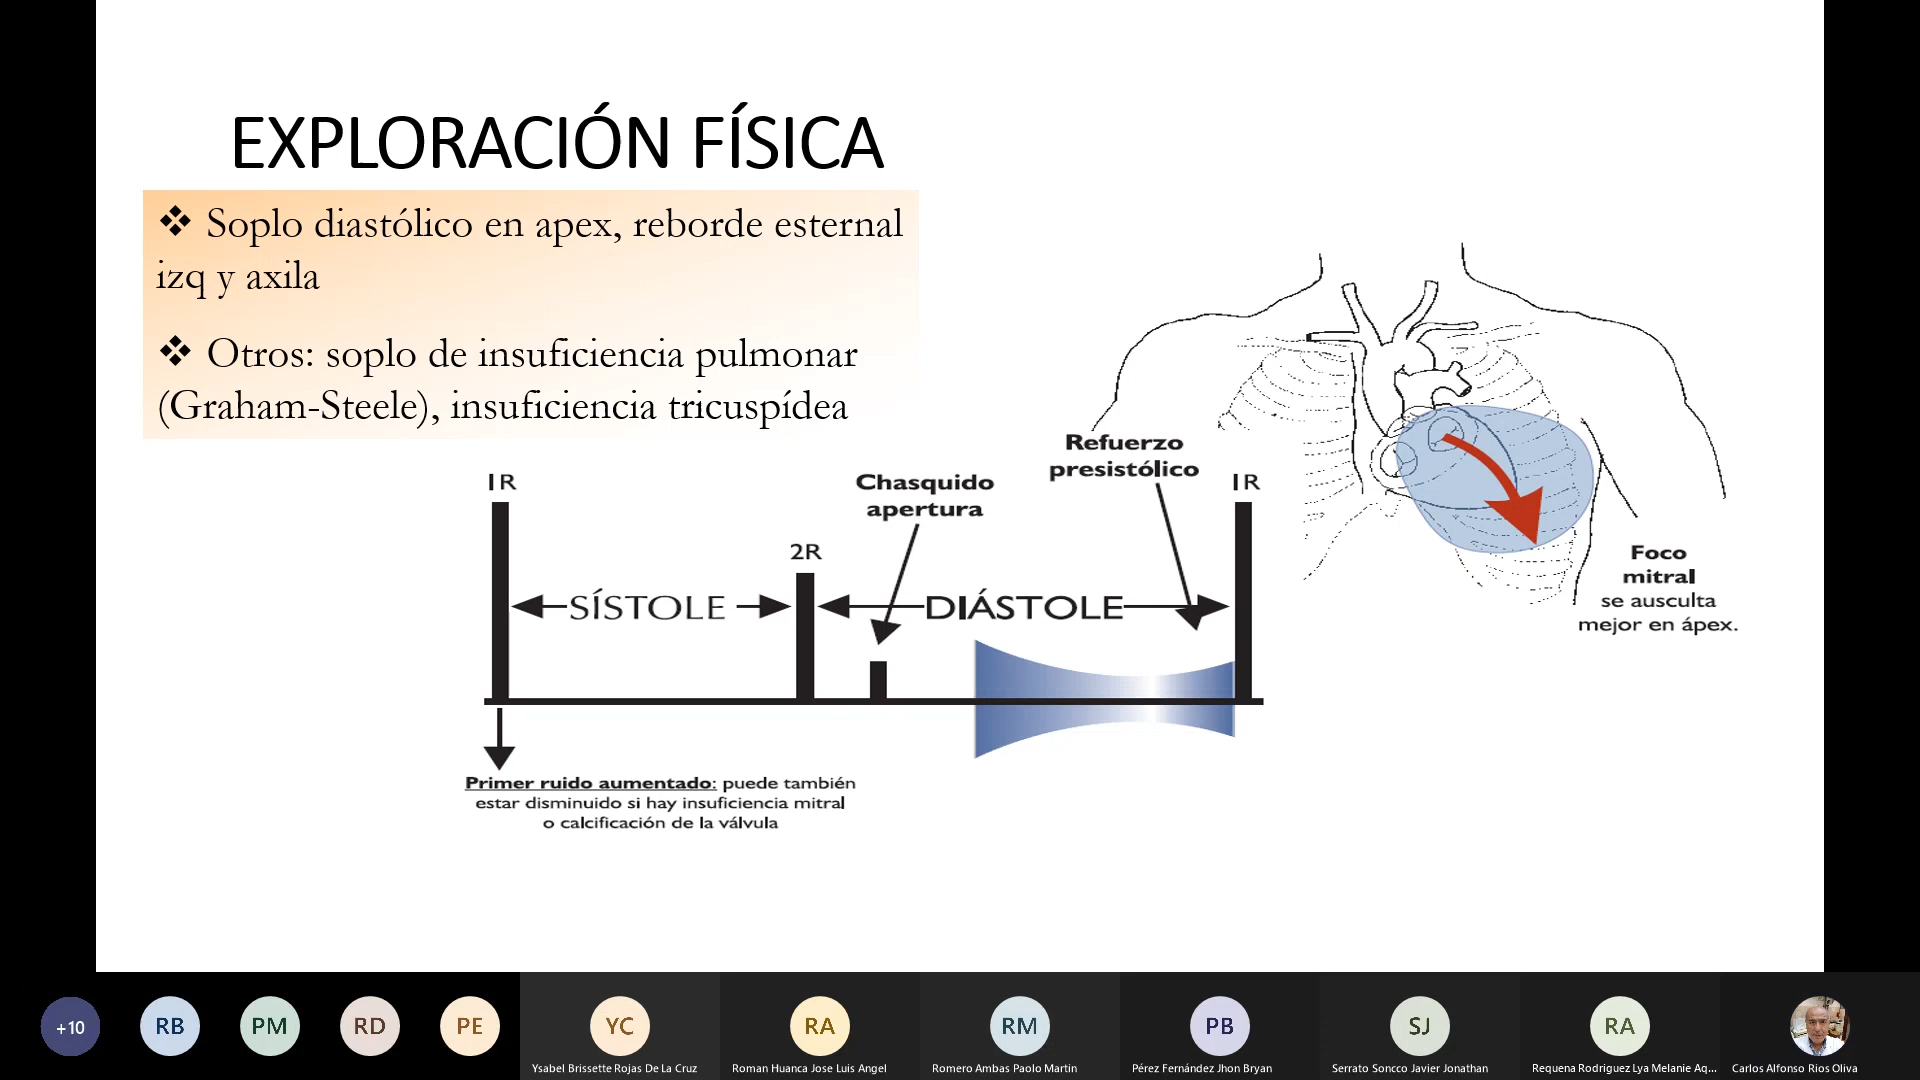 EXPLORACIÓN FÍSICA
❖ Soplo diastólico en apex, reborde esternal
izq y axila
❖ Otros: soplo de insuficiencia pulmonar
(Graham-Steele), insuficiencia tricuspídea
Refuerzo
presistólico
1R
Chasquido
apertura
1R
2R
SÍSTOLE
DIÁSTOLE
Foco
mitral
se ausculta
mejor en ápex.
Primer ruido aumentado: puede también
estar disminuido si hay insuficiencia mitral
o calcificación de la válvula
+10
RB
PM
RD
PE
YC
RA
RM
PB
SJ
RA
Ysabel Brissette Rojas De La Cruz
Roman Huanca Jose Luis Angel
Romero Ambas Paolo Martin
Pérez Fernández Jhon Bryan
Serrato Soncco Javier Jonathan
Requena Rodriguez Lya Melanie Aq...
Carlos Alfonso Rios Oliva